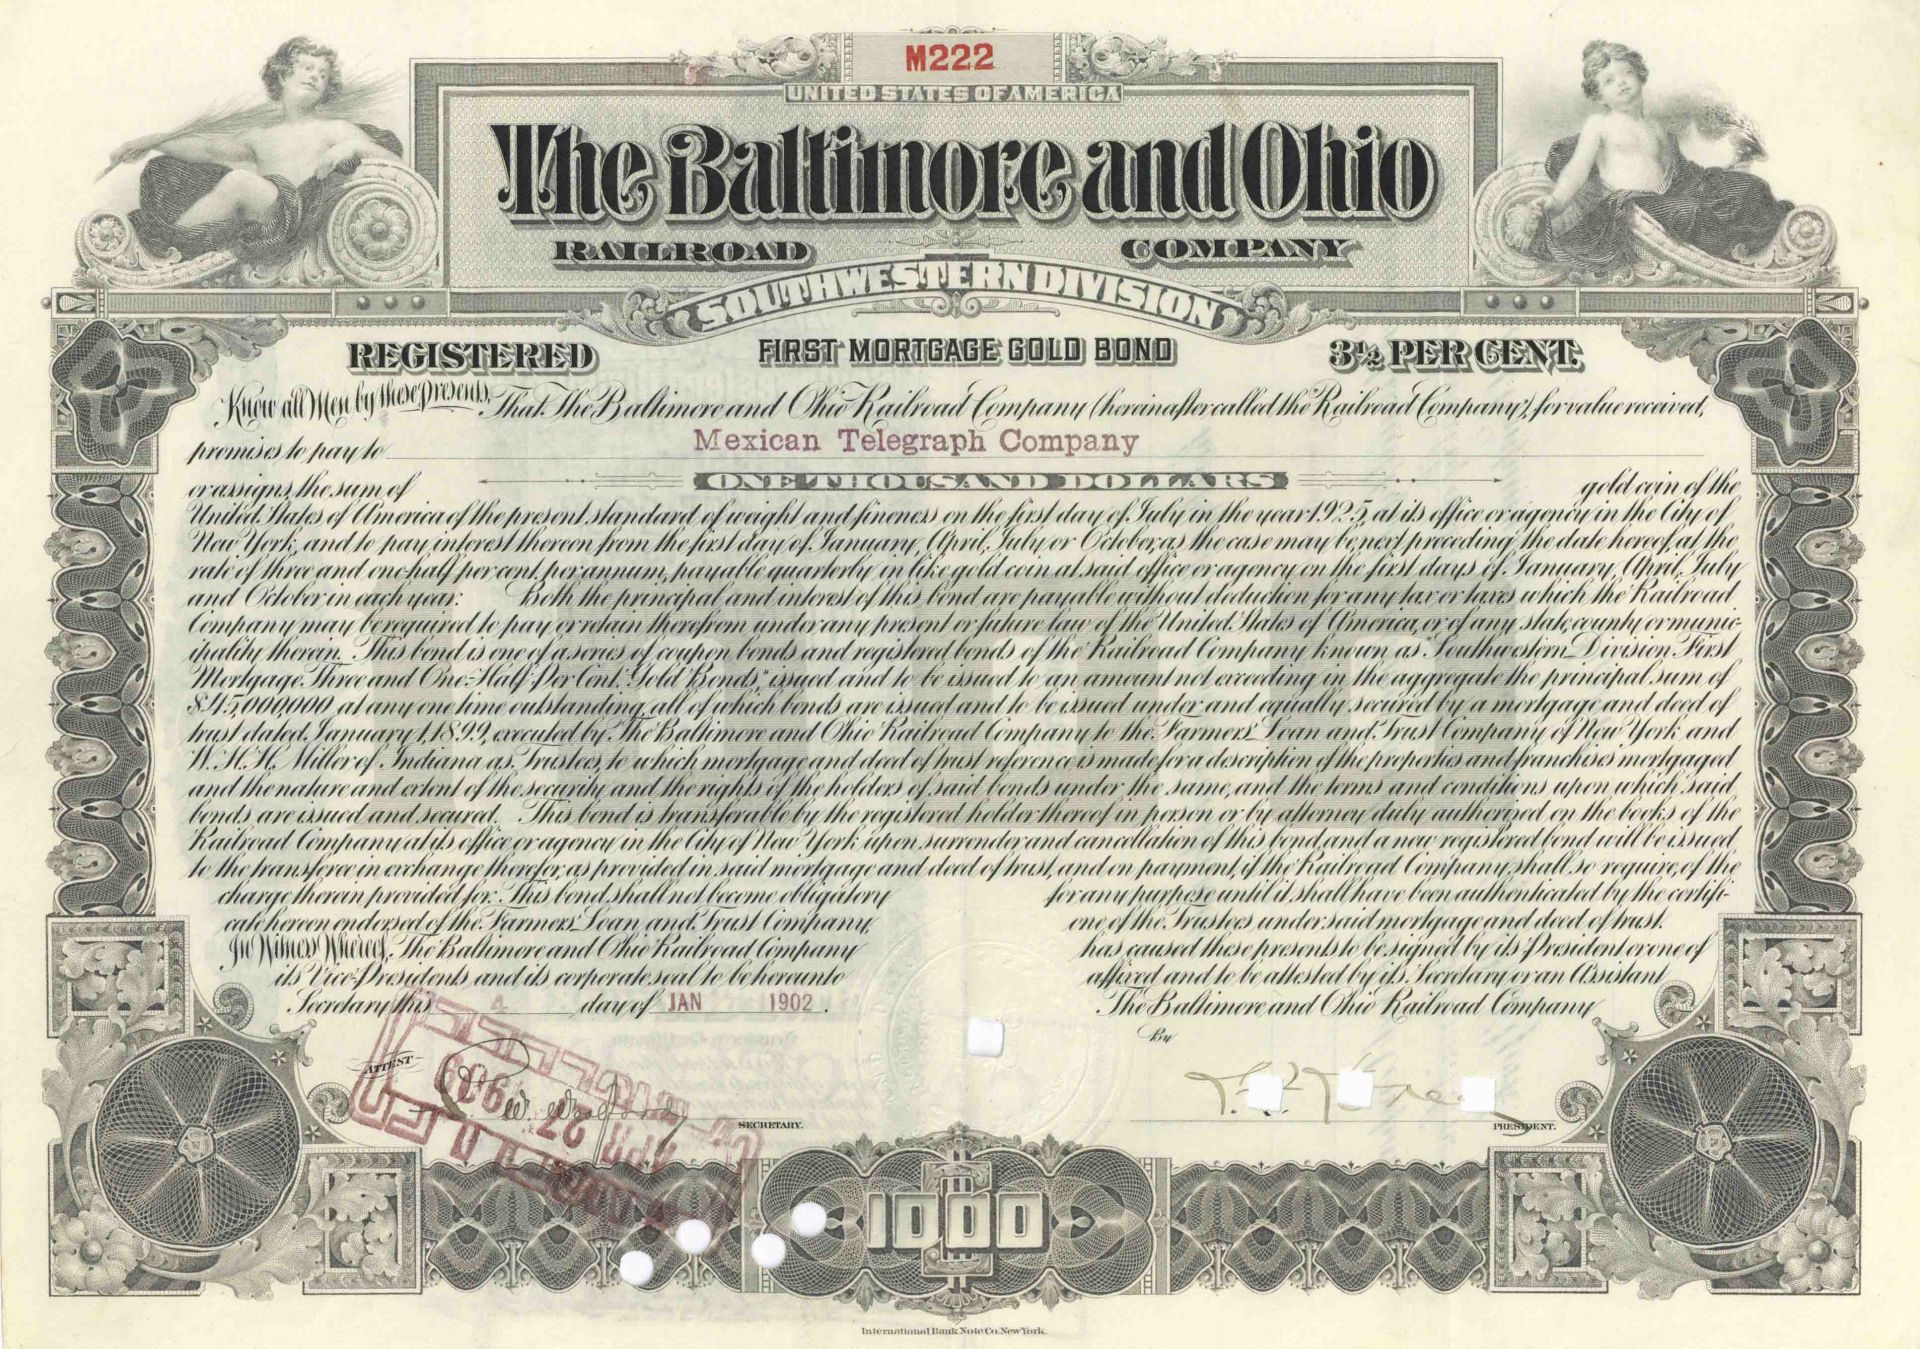 M222
UNITED STATES OF AMERICA
The Baltimore and Ohio
RAILROAD COMPANY
SOUTHWESTERN DIVISION
REGISTERED FIRST MORTGAGE GOLD BOND 3½ PER CENT.
Know all Men by these Presents, That The Baltimore and Ohio Railroad Company (hereinafter called the "Railroad Company"), for value received,
promises to pay to Mexican Telegraph Company
or assigns, the sum of ONE THOUSAND DOLLARS gold coin of the
United States of America of the present standard of weight and fineness on the first day of July in the year 1925, at its office or agency in the City of
New York, and to pay interest thereon from the first day of January, April, July or October, as the case may be, next preceding the date hereof, at the
rate of three and one-half per cent. per annum, payable quarterly in like gold coin at said office or agency on the first days of January, April, July
and October in each year. Both the principal and interest of this bond are payable without deduction for any tax or taxes which the Railroad
Company may be required to pay or retain therefrom under any present or future law of the United States of America, or of any state, county or munic-
ipality therein. This bond is one of a series of coupon bonds and registered bonds of the Railroad Company known as "Southwestern Division First
Mortgage Three and One-Half Per Cent. Gold Bonds," issued and to be issued to an amount not exceeding in the aggregate the principal sum of
$45,000,000 at any one time outstanding, all of which bonds are issued and to be issued under and equally secured by a mortgage and deed of
trust dated January 1, 1899, executed by The Baltimore and Ohio Railroad Company to the Farmers' Loan and Trust Company of New York and
W. H. H. Miller of Indiana as Trustees, to which mortgage and deed of trust reference is made for a description of the properties and franchises mortgaged
and the nature and extent of the security and the rights of the holders of said bonds under the same, and the terms and conditions upon which said
bonds are issued and secured. This bond is transferable by the registered holder thereof in person or by attorney duly authorized on the books of the
Railroad Company at its office or agency in the City of New York upon surrender and cancellation of this bond, and a new registered bond will be issued
to the transferee in exchange therefor, as provided in said mortgage and deed of trust, and on payment, if the Railroad Company shall so require, of the
charge therein provided for. This bond shall not become obligatory for any purpose until it shall have been authenticated by the certifi-
cate hereon endorsed of the Farmers' Loan and Trust Company, one of the Trustees under said mortgage and deed of trust.
In Witness Whereof, The Baltimore and Ohio Railroad Company has caused these presents to be signed by its President or one of
its Vice-Presidents and its corporate seal to be hereunto affixed and to be attested by its Secretary or an Assistant
Secretary this 4 day of JAN 1902. The Baltimore and Ohio Railroad Company
By
ATTEST
SECRETARY. PRESIDENT.
APR 27 1909
1000
International Bank Note Co. New York.